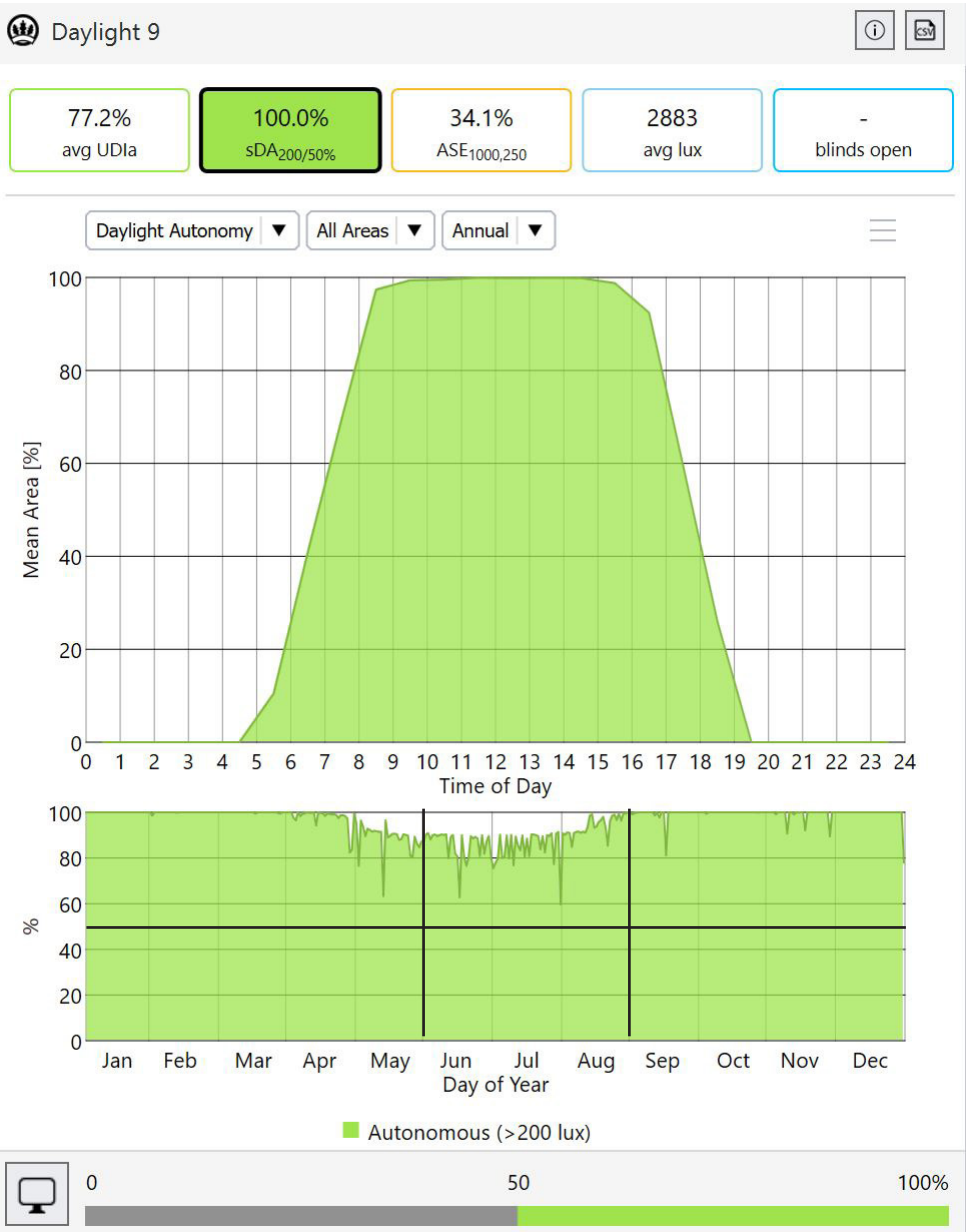 Daylight 9
CSV
77.2% 100.0% 34.1% 2883 -
avg UDIa sDA200/50% ASE1000,250 avg lux blinds open
Daylight Autonomy ▼ All Areas ▼ Annual ▼
100
80
60
40
20
0
Mean Area [%]
0 1 2 3 4 5 6 7 8 9 10 11 12 13 14 15 16 17 18 19 20 21 22 23 24
Time of Day
100
80
60
40
20
0
%
Jan Feb Mar Apr May Jun Jul Aug Sep Oct Nov Dec
Day of Year
Autonomous (>200 lux)
0 50 100%